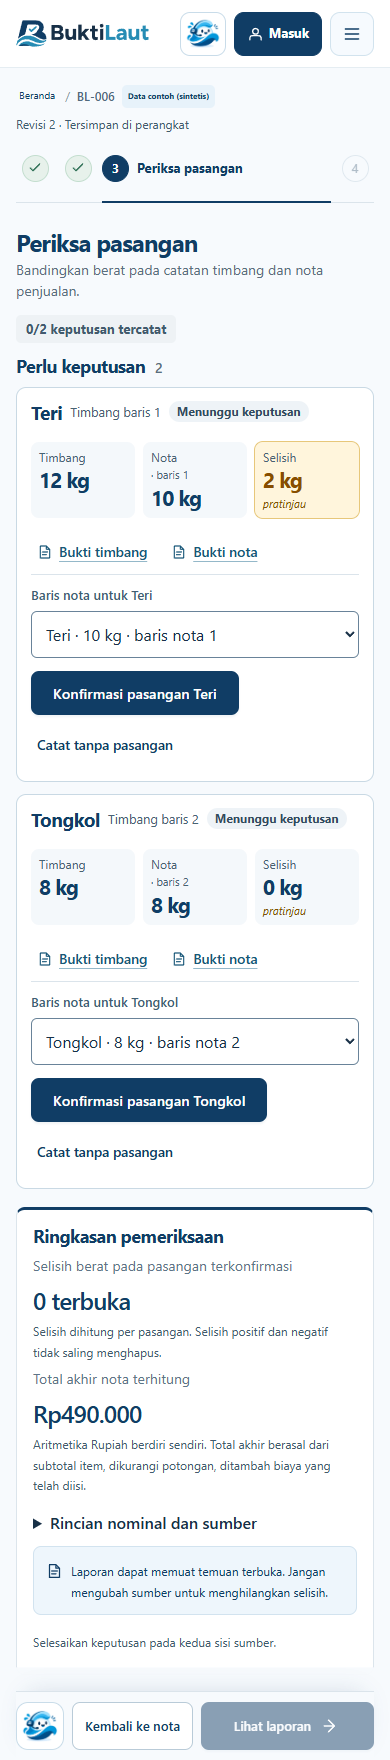 BuktiLaut
Masuk
Beranda / BL-006 Data contoh (sintetis)
Revisi 2 · Tersimpan di perangkat
3 Periksa pasangan 4
Periksa pasangan
Bandingkan berat pada catatan timbang dan nota
penjualan.
0/2 keputusan tercatat
Perlu keputusan 2
Teri Timbang baris 1 Menunggu keputusan
Timbang
12 kg
Nota
· baris 1
10 kg
Selisih
2 kg
pratinjau
Bukti timbang Bukti nota
Baris nota untuk Teri
Teri · 10 kg · baris nota 1
Konfirmasi pasangan Teri
Catat tanpa pasangan
Tongkol Timbang baris 2 Menunggu keputusan
Timbang
8 kg
Nota
· baris 2
8 kg
Selisih
0 kg
pratinjau
Bukti timbang Bukti nota
Baris nota untuk Tongkol
Tongkol · 8 kg · baris nota 2
Konfirmasi pasangan Tongkol
Catat tanpa pasangan
Ringkasan pemeriksaan
Selisih berat pada pasangan terkonfirmasi
0 terbuka
Selisih dihitung per pasangan. Selisih positif dan negatif
tidak saling menghapus.
Total akhir nota terhitung
Rp490.000
Aritmetika Rupiah berdiri sendiri. Total akhir berasal dari
subtotal item, dikurangi potongan, ditambah biaya yang
telah diisi.
Rincian nominal dan sumber
Laporan dapat memuat temuan terbuka. Jangan
mengubah sumber untuk menghilangkan selisih.
Selesaikan keputusan pada kedua sisi sumber.
Kembali ke nota Lihat laporan